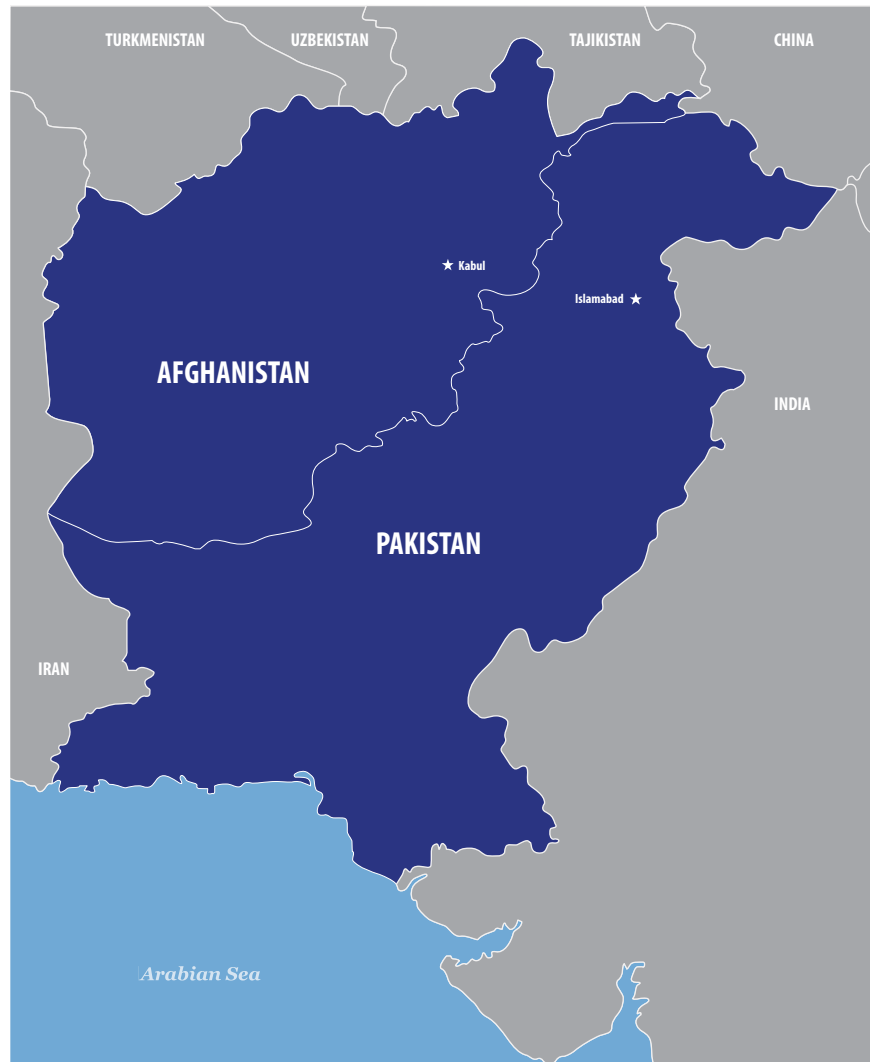 TURKMENISTAN
UZBEKISTAN
TAJIKISTAN
CHINA
Kabul
Islamabad
AFGHANISTAN
INDIA
PAKISTAN
IRAN
Arabian Sea